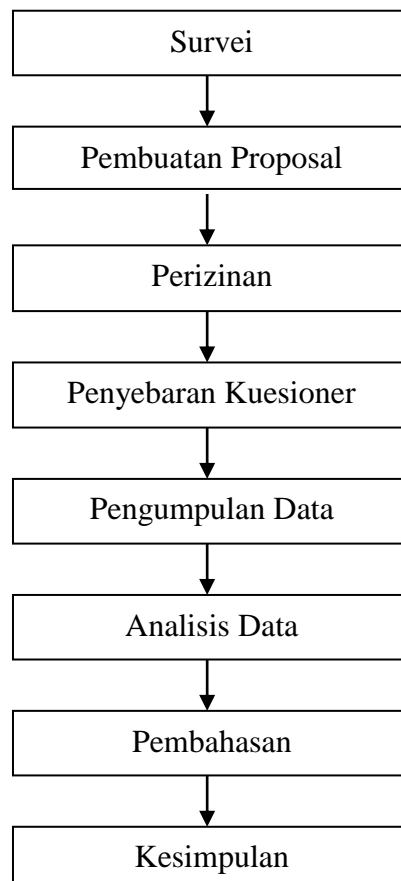 Survei
Pembuatan Proposal
Perizinan
Penyebaran Kuesioner
Pengumpulan Data
Analisis Data
Pembahasan
Kesimpulan